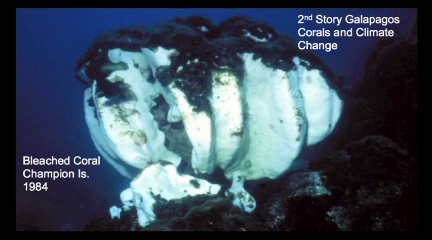 2nd Story Galapagos
Corals and Climate
Change
Bleached Coral
Champion Is.
1984